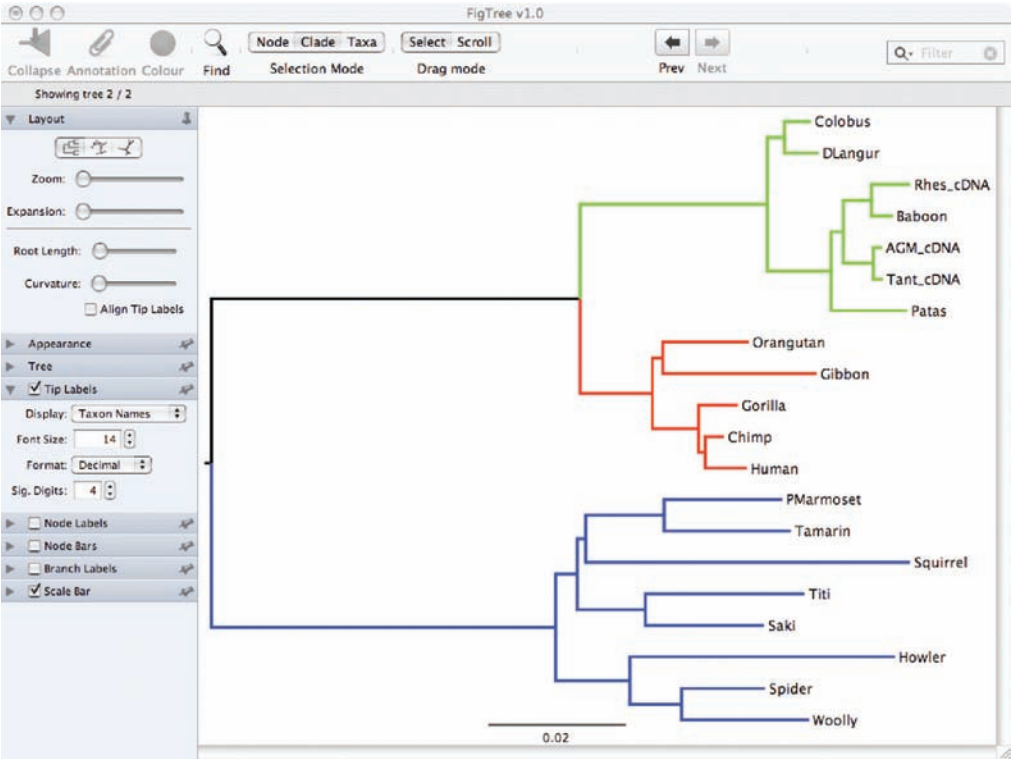 FigTree v1.0
Node Clade Taxa Select Scroll Filter
Collapse Annotation Colour Find Selection Mode Drag mode Prev Next
Showing tree 2 / 2
Layout
Zoom:
Expansion:
Root Length:
Curvature:
Align Tip Labels
Appearance
Tree
Tip Labels
Display: Taxon Names
Font Size: 14
Format: Decimal
Sig. Digits: 4
Node Labels
Node Bars
Branch Labels
Scale Bar
Colobus
DLangur
Rhes_cDNA
Baboon
AGM_cDNA
Tant_cDNA
Patas
Orangutan
Gibbon
Gorilla
Chimp
Human
PMarmoset
Tamarin
Squirrel
Titi
Saki
Howler
Spider
Woolly
0.02